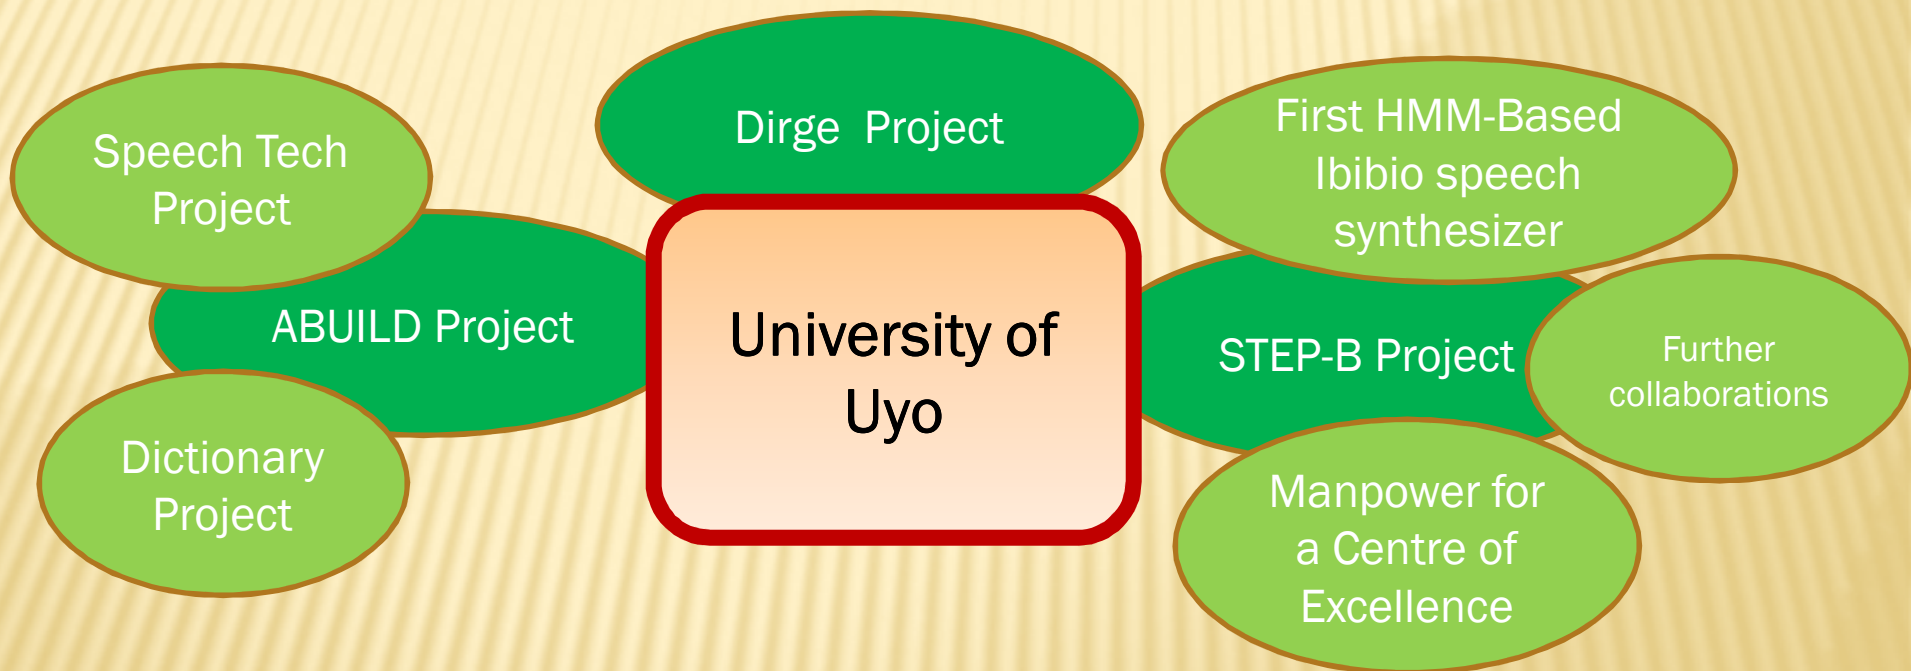 Speech Tech
Project
Dirge Project
First HMM-Based
Ibibio speech
synthesizer
ABUILD Project
University of
Uyo
STEP-B Project
Further
collaborations
Dictionary
Project
Manpower for
a Centre of
Excellence